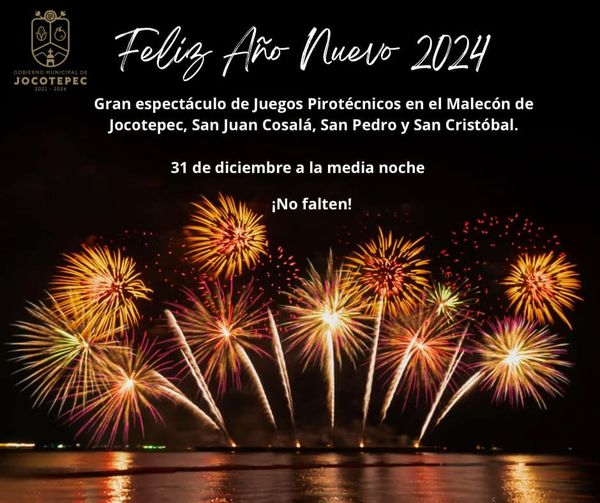 Feliz Año Nuevo 2024
GOBIERNO MUNICIPAL DE
JOCOTEPEC
2021 - 2024
Gran espectáculo de Juegos Pirotécnicos en el Malecón de
Jocotepec, San Juan Cosalá, San Pedro y San Cristóbal.
31 de diciembre a la media noche
¡No falten!